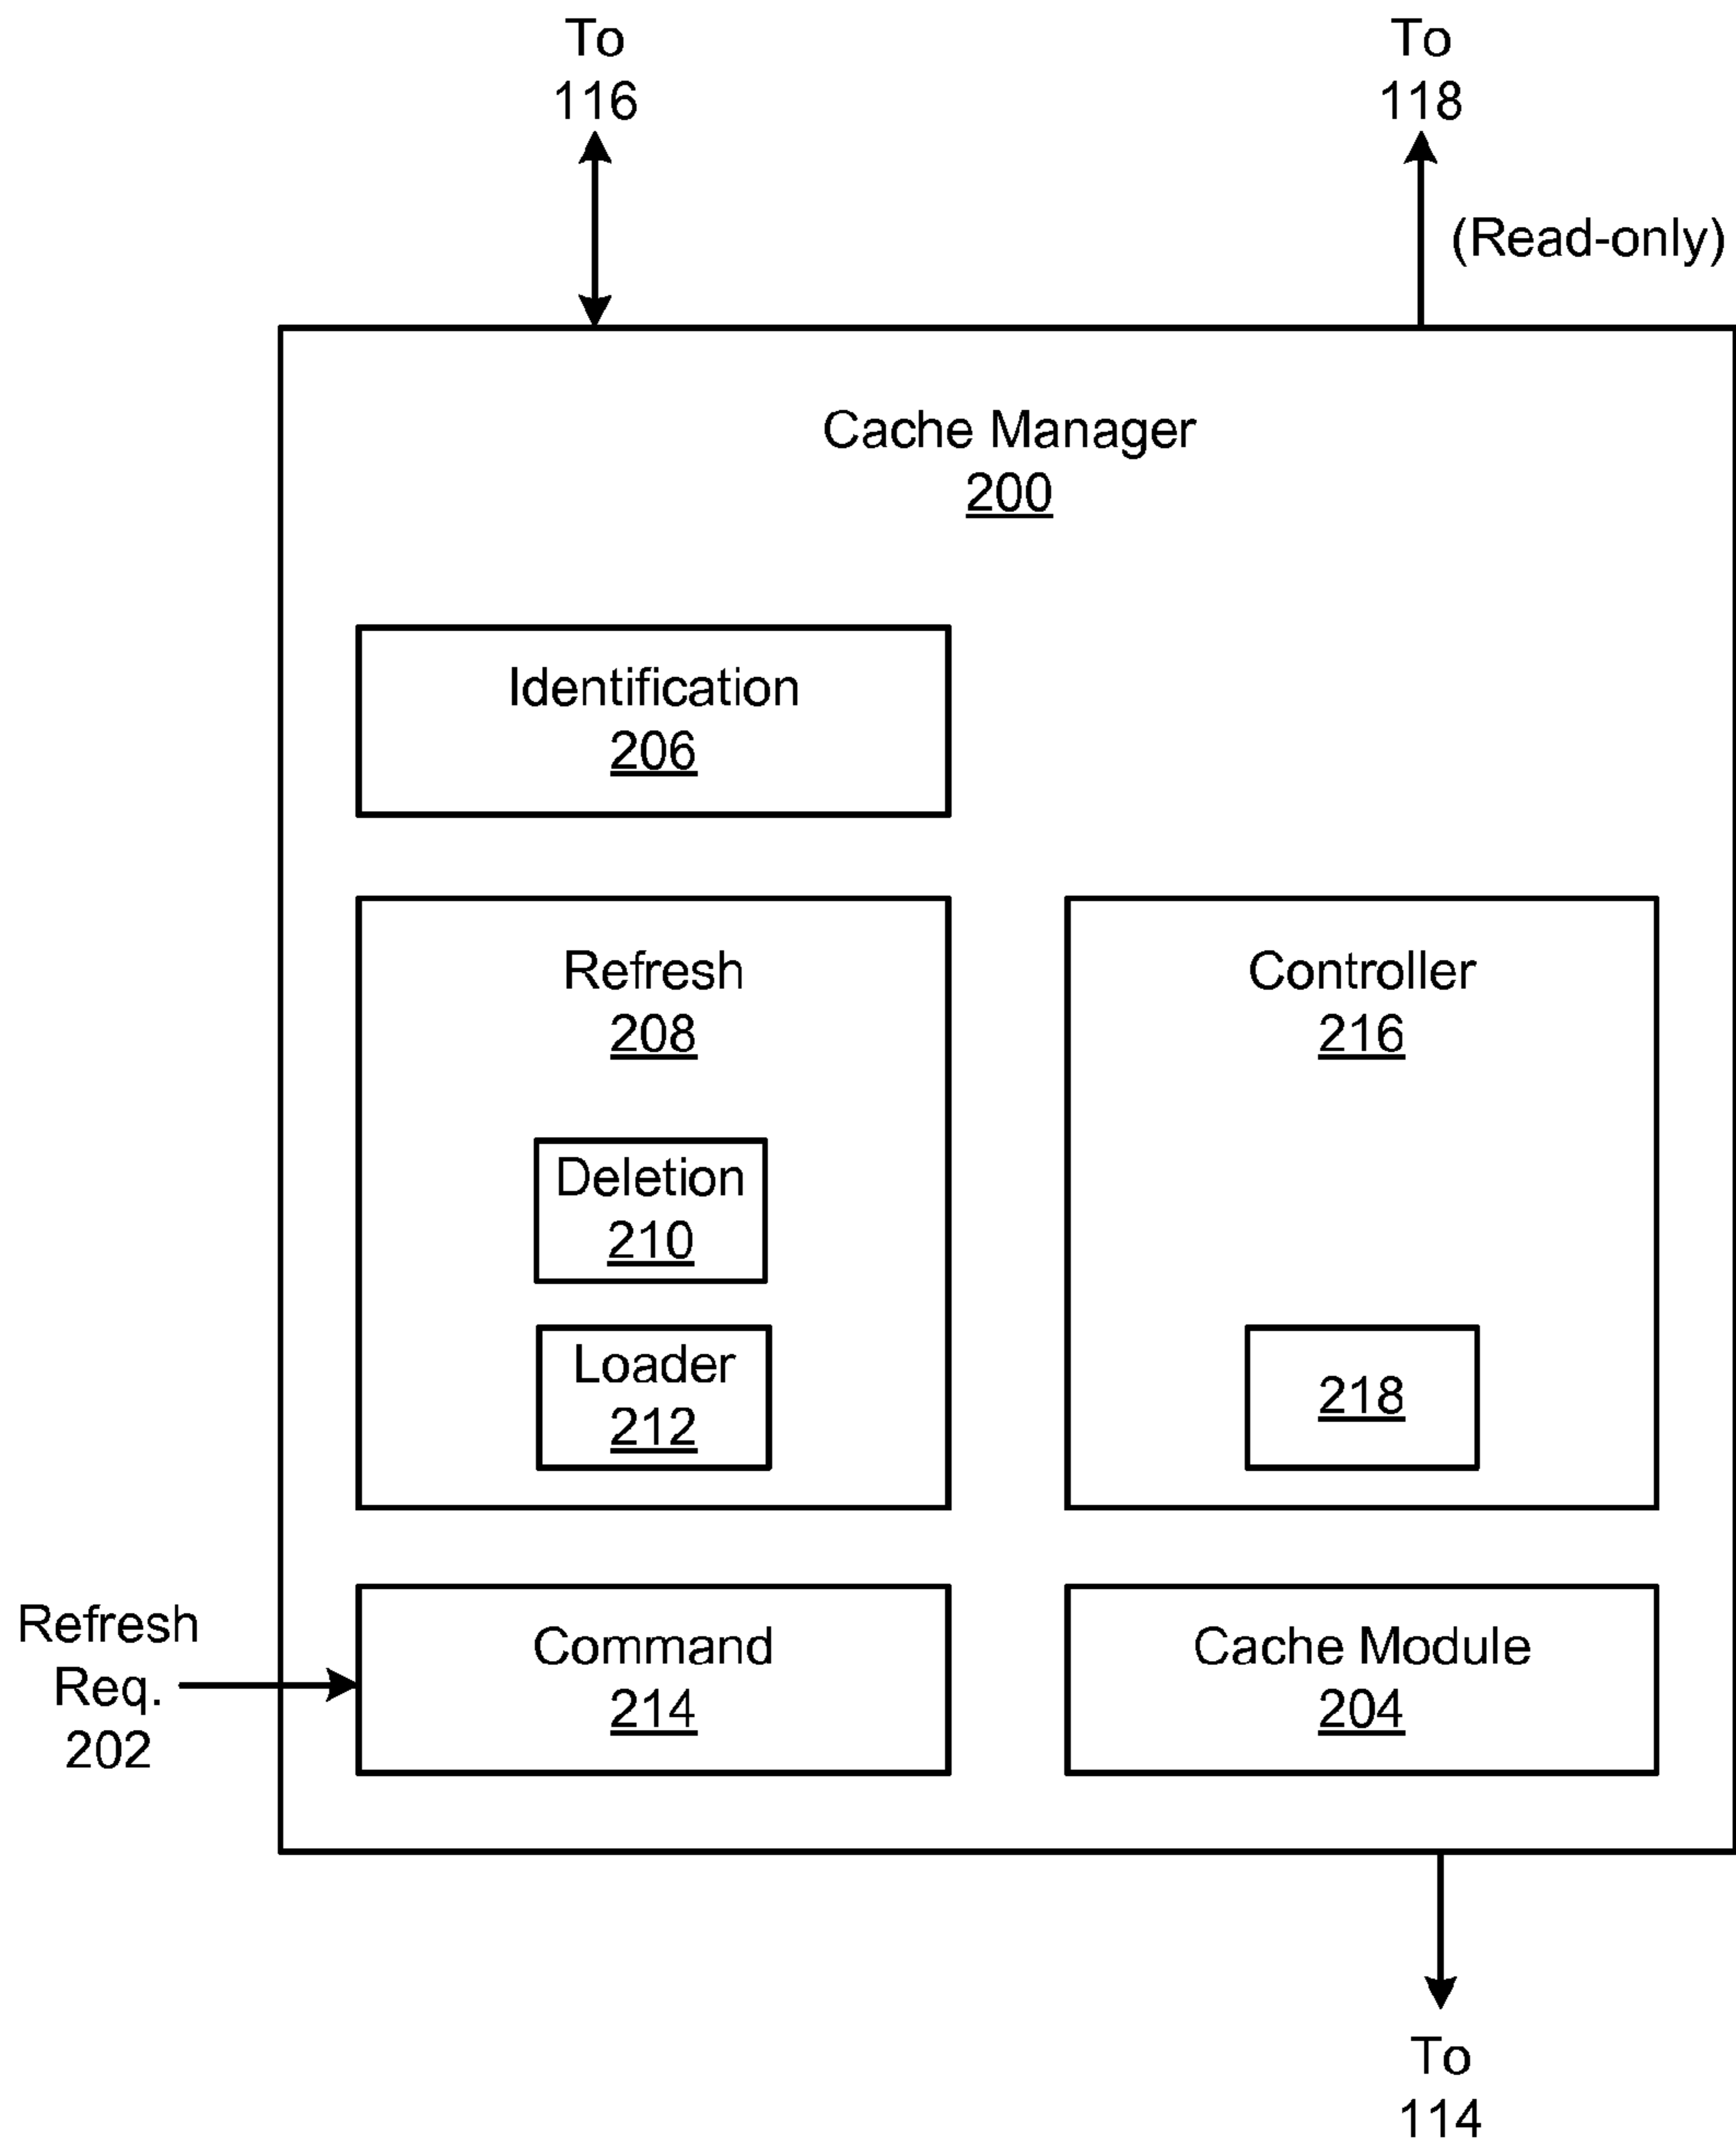 To
116
To
118
(Read-only)
Cache Manager
200
Identification
206
Refresh
208
Controller
216
Deletion
210
Loader
212
218
Refresh
Req.
202
Command
214
Cache Module
204
To
114